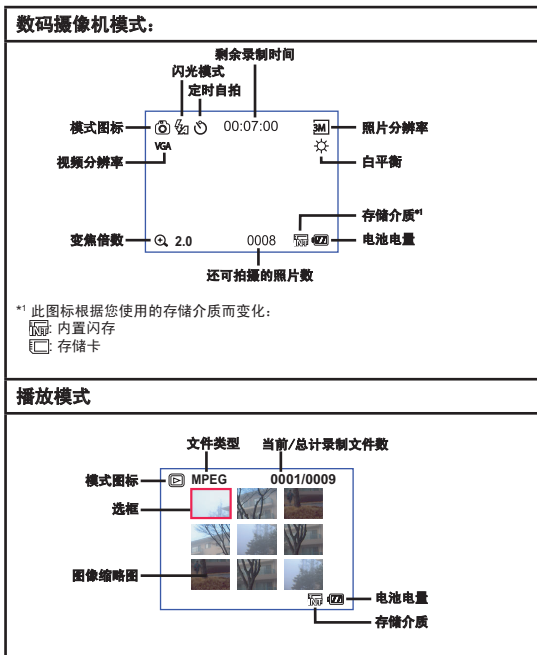 数码摄像机模式：
剩余录制时间
闪光模式
定时自拍
模式图标
00:07:00
3M
照片分辨率
VGA
视频分辨率
白平衡
存储介质*1
变焦倍数
2.0
0008
INT
电池电量
还可拍摄的照片数
*1 此图标根据您使用的存储介质而变化：
INT: 内置闪存
: 存储卡
播放模式
文件类型 当前/总计录制文件数
模式图标 MPEG 0001/0009
选框
图像缩略图
INT 电池电量
存储介质